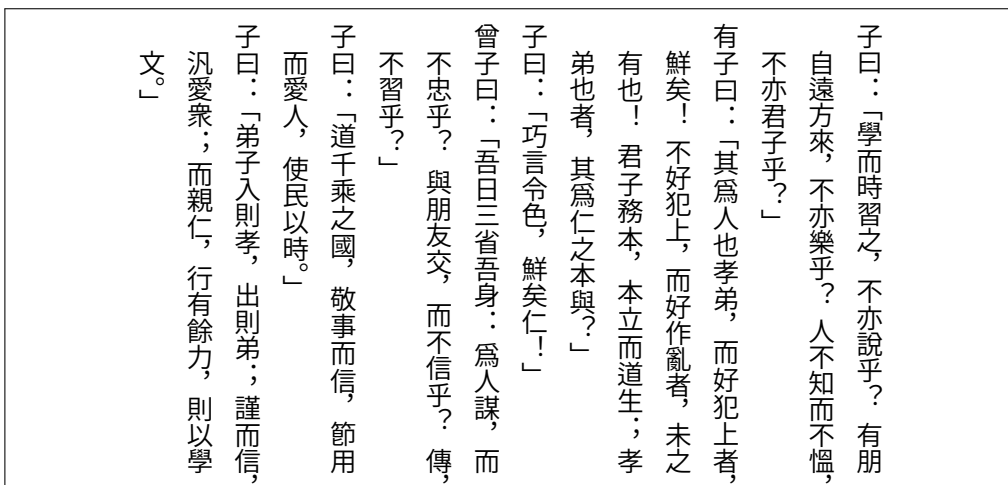 子曰：「學而時習之，不亦說乎？有朋
自遠方來，不亦樂乎？人不知而不慍，
不亦君子乎？」
有子曰：「其爲人也孝弟，而好犯上者，
鮮矣！不好犯上，而好作亂者，未之
有也！君子務本，本立而道生；孝
弟也者，其爲仁之本與？」
子曰：「巧言令色，鮮矣仁！」
曾子曰：「吾日三省吾身：爲人謀，而
不忠乎？與朋友交，而不信乎？傳，
不習乎？」
子曰：「道千乘之國，敬事而信，節用
而愛人，使民以時。」
子曰：「弟子入則孝，出則弟；謹而信，
汎愛衆；而親仁，行有餘力，則以學
文。」